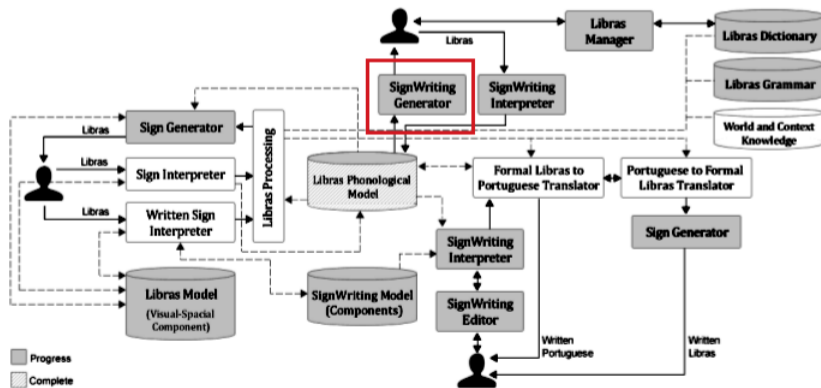 Libras
Libras
Manager
Libras Dictionary
SignWriting
Generator
SignWriting
Interpreter
Libras Grammar
World and Context
Knowledge
Libras
Sign Generator
Libras
Sign Interpreter
Libras
Written Sign
Interpreter
Libras Processing
Libras Phonological
Model
Formal Libras to
Portuguese Translator
Portuguese to Formal
Libras Translator
Sign Generator
SignWriting
Interpreter
Libras Model
(Visual-Spacial
Component)
SignWriting Model
(Components)
SignWriting
Editor
Written
Portuguese
Written
Libras
Progress
Complete